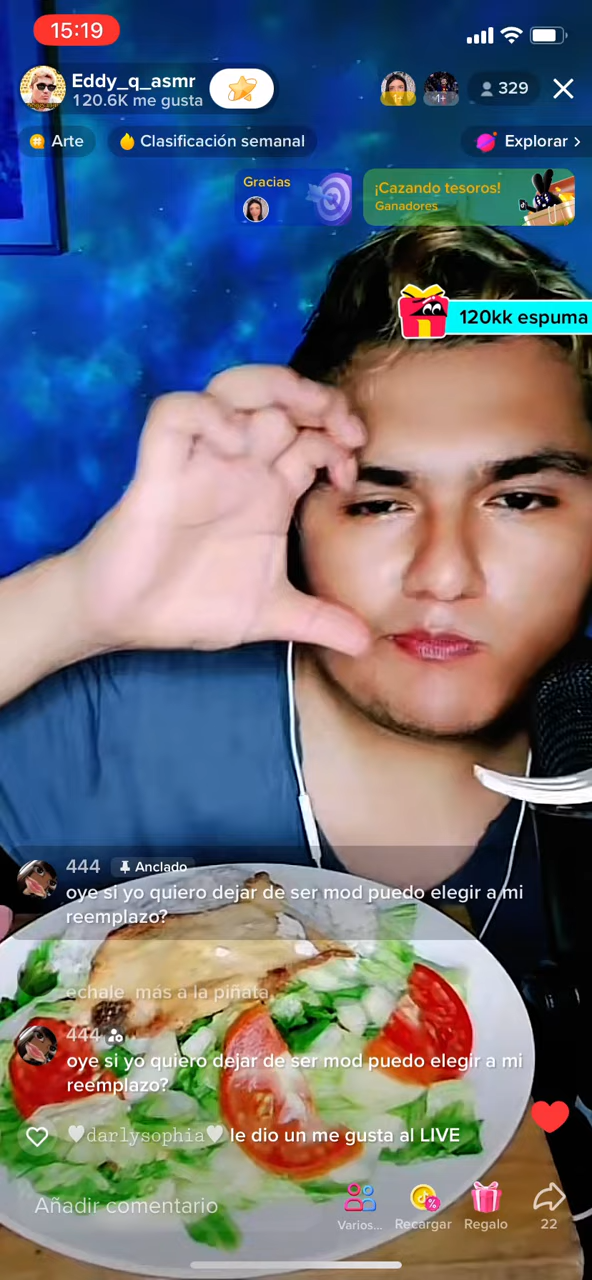 15:19
Eddy_q_asmr
120.6K me gusta
329
Arte
Clasificación semanal
Explorar >
Gracias
¡Cazando tesoros!
Ganadores
120kk espuma
444 Anclado
oye si yo quiero dejar de ser mod puedo elegir a mi
reemplazo?
echale más a la piñata
444
oye si yo quiero dejar de ser mod puedo elegir a mi
reemplazo?
🤍darlysophia🤍 le dio un me gusta al LIVE
Añadir comentario
Varios...
Recargar
Regalo
22